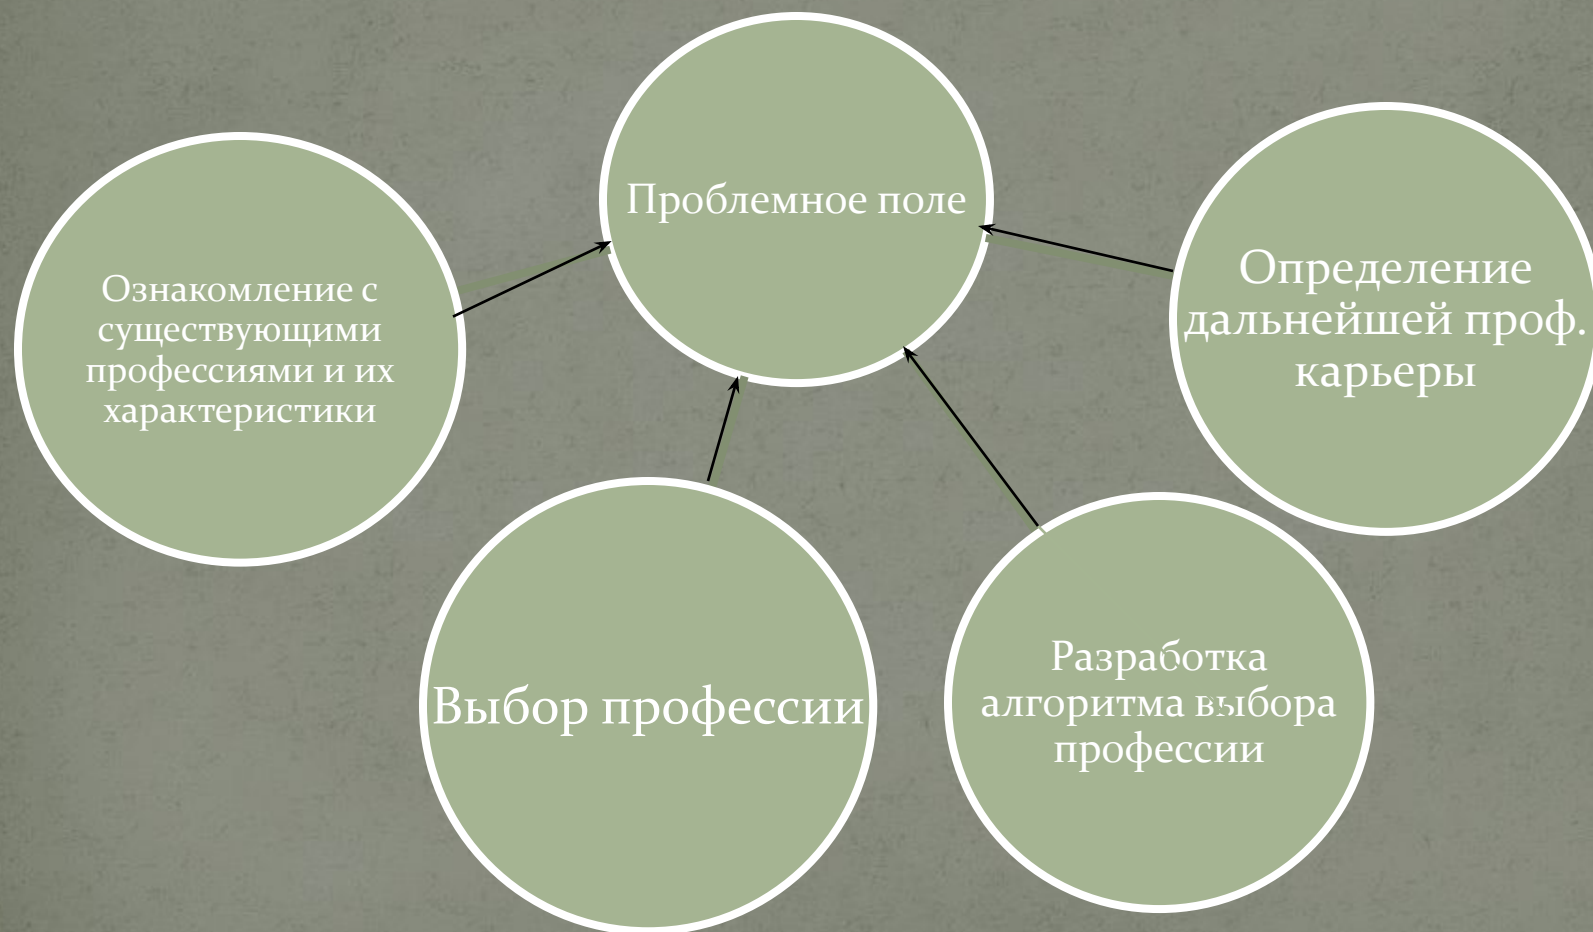 Проблемное поле
Ознакомление с
существующими
профессиями и их
характеристики
Определение
дальнейшей проф.
карьеры
Выбор профессии
Разработка
алгоритма выбора
профессии